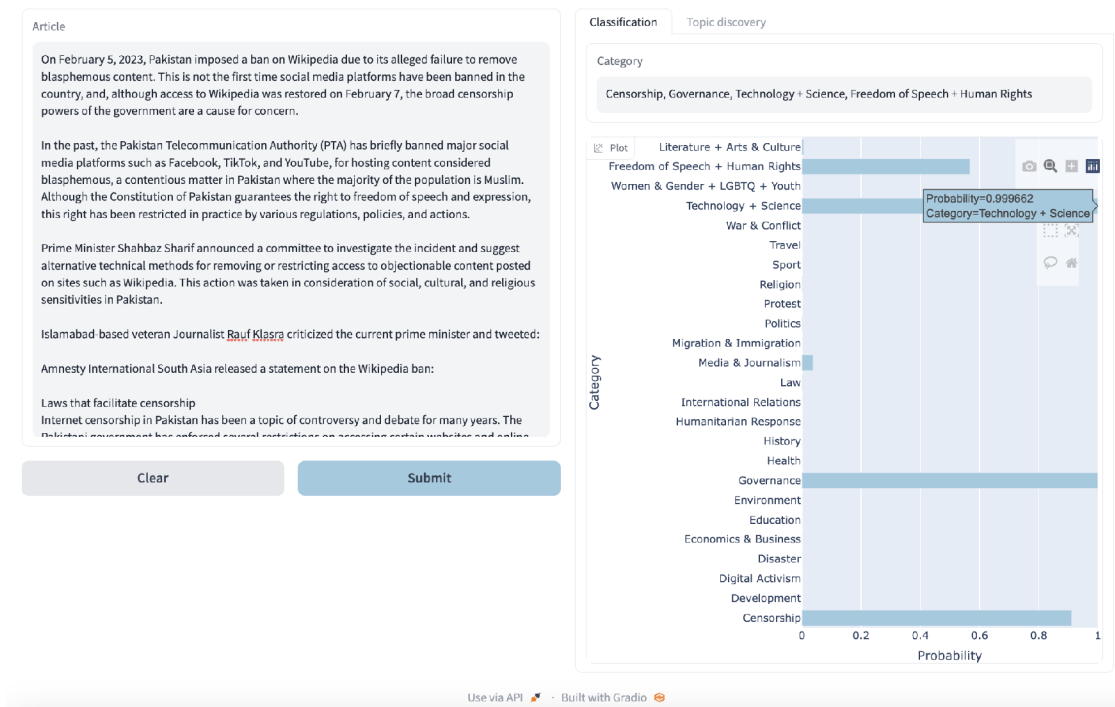 Article
On February 5, 2023, Pakistan imposed a ban on Wikipedia due to its alleged failure to remove
blasphemous content. This is not the first time social media platforms have been banned in the
country, and, although access to Wikipedia was restored on February 7, the broad censorship
powers of the government are a cause for concern.
In the past, the Pakistan Telecommunication Authority (PTA) has briefly banned major social
media platforms such as Facebook, TikTok, and YouTube, for hosting content considered
blasphemous, a contentious matter in Pakistan where the majority of the population is Muslim.
Although the Constitution of Pakistan guarantees the right to freedom of speech and expression,
this right has been restricted in practice by various regulations, policies, and actions.
Prime Minister Shahbaz Sharif announced a committee to investigate the incident and suggest
alternative technical methods for removing or restricting access to objectionable content posted
on sites such as Wikipedia. This action was taken in consideration of social, cultural, and religious
sensitivities in Pakistan.
Islamabad-based veteran Journalist Rauf Klasra criticized the current prime minister and tweeted:
Amnesty International South Asia released a statement on the Wikipedia ban:
Laws that facilitate censorship
Internet censorship in Pakistan has been a topic of controversy and debate for many years. The
Pakistani government has enforced several restrictions on accessing certain websites and online
Clear
Submit
Classification
Topic discovery
Category
Censorship, Governance, Technology + Science, Freedom of Speech + Human Rights
Plot
Literature + Arts & Culture
Freedom of Speech + Human Rights
Women & Gender + LGBTQ + Youth
Technology + Science
Probability=0.999662
Category=Technology + Science
War & Conflict
Travel
Sport
Religion
Protest
Politics
Migration & Immigration
Media & Journalism
Law
International Relations
Humanitarian Response
History
Health
Governance
Environment
Education
Economics & Business
Disaster
Digital Activism
Development
Censorship
Category
0 0.2 0.4 0.6 0.8 1
Probability
Use via API · Built with Gradio